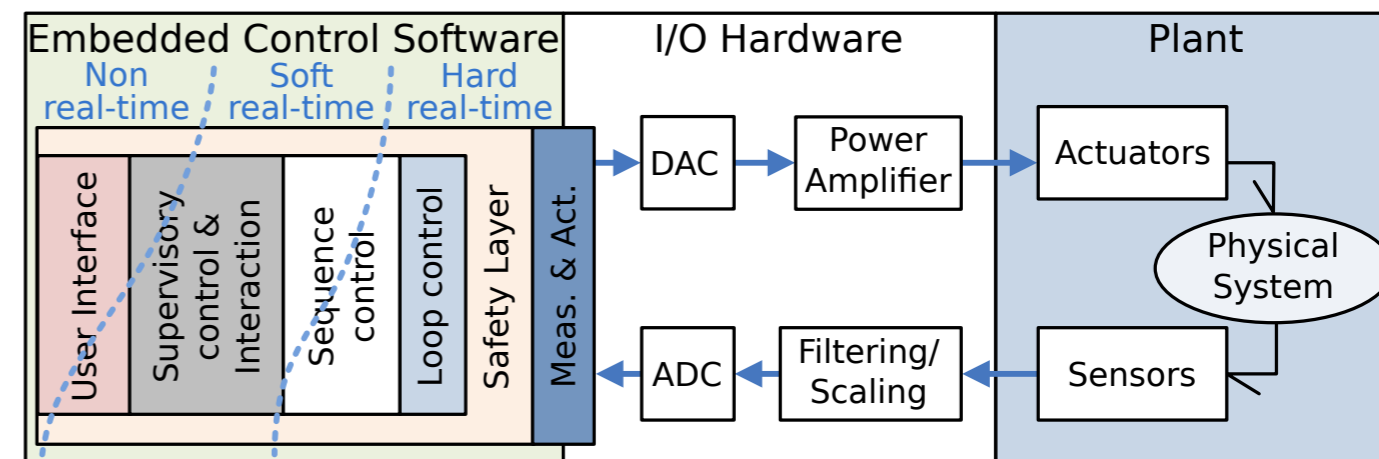 Embedded Control Software
Non
real-time
Soft
real-time
Hard
real-time
User Interface
Supervisory
control &
Interaction
Sequence
control
Loop control
Safety Layer
Meas. & Act.
I/O Hardware
DAC
Power
Amplifier
ADC
Filtering/
Scaling
Plant
Actuators
Physical
System
Sensors